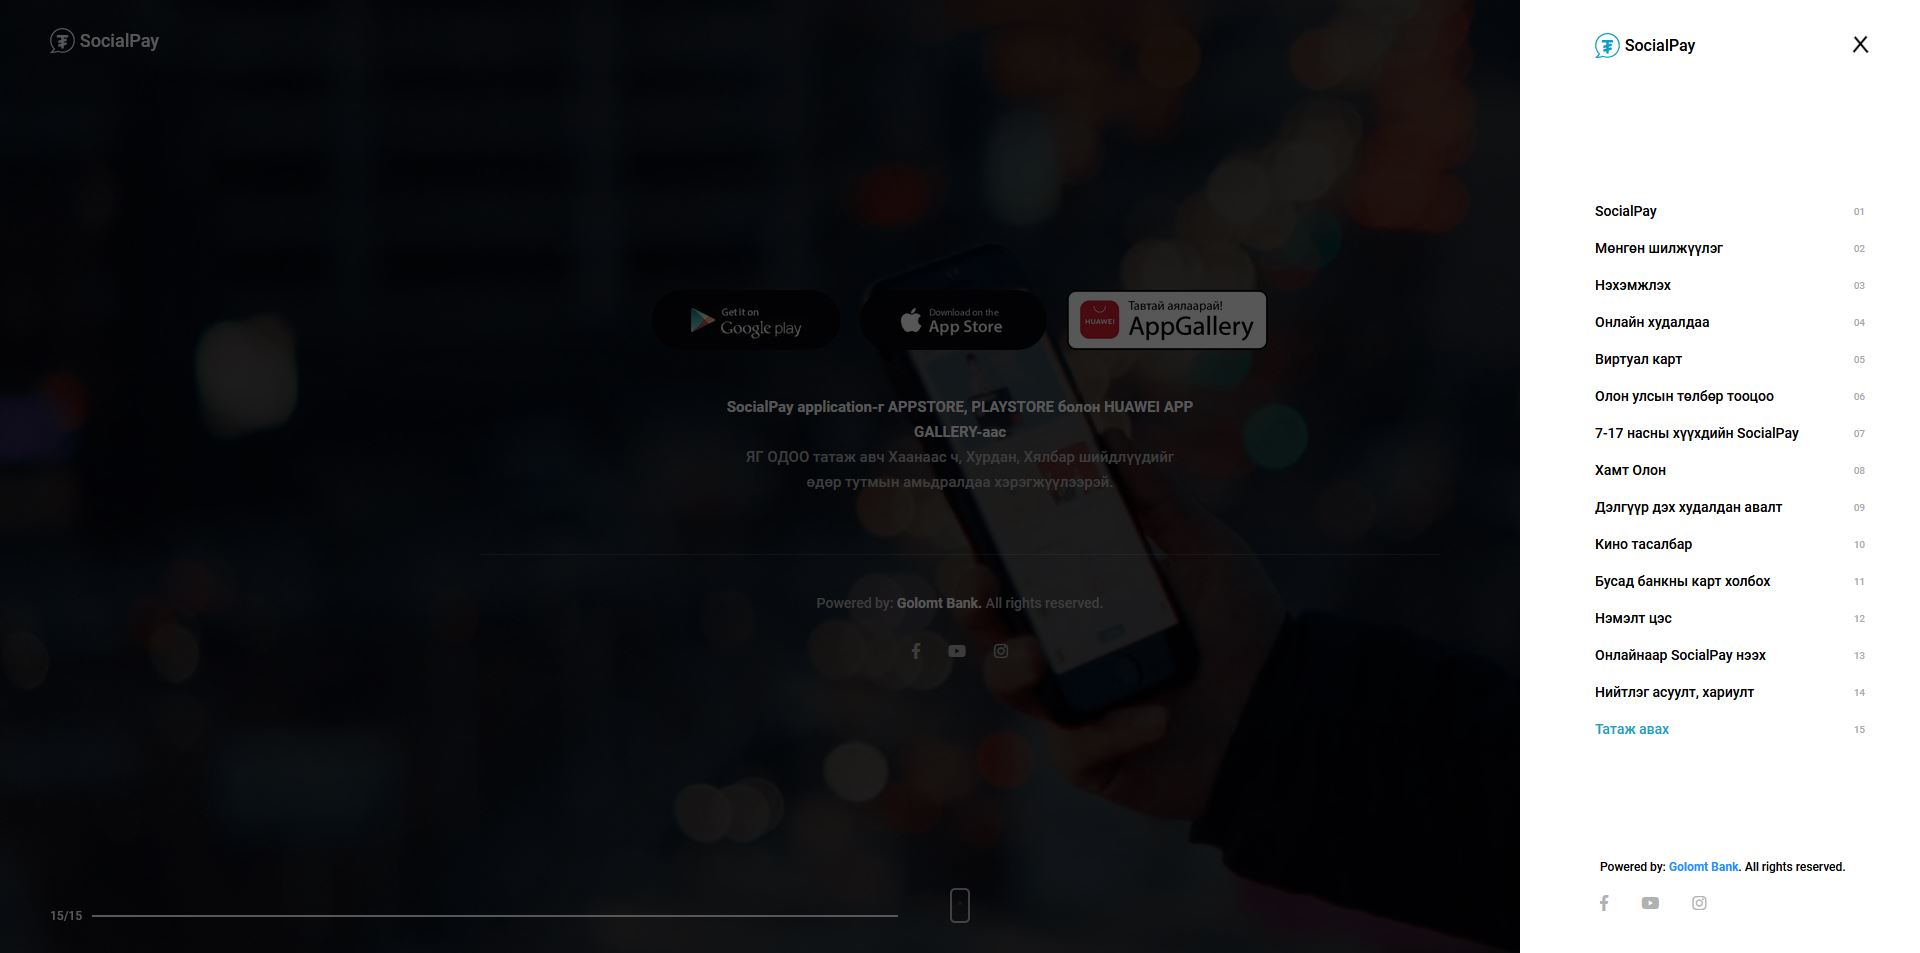 SocialPay
Get it on
Google play
Download on the
App Store
HUAWEI
Тавтай аялаарай!
AppGallery
SocialPay application-г APPSTORE, PLAYSTORE болон HUAWEI APP
GALLERY-аас
ЯГ ОДОО татаж авч Хаанаас ч, Хурдан, Хялбар шийдлүүдийг
өдөр тутмын амьдралдаа хэрэгжүүлээрэй.
Powered by: Golomt Bank. All rights reserved.
15/15
SocialPay
X
SocialPay 01
Мөнгөн шилжүүлэг 02
Нэхэмжлэх 03
Онлайн худалдаа 04
Виртуал карт 05
Олон улсын төлбөр тооцоо 06
7-17 насны хүүхдийн SocialPay 07
Хамт Олон 08
Дэлгүүр дэх худалдан авалт 09
Кино тасалбар 10
Бусад банкны карт холбох 11
Нэмэлт цэс 12
Онлайнаар SocialPay нээх 13
Нийтлэг асуулт, хариулт 14
Татаж авах 15
Powered by: Golomt Bank. All rights reserved.